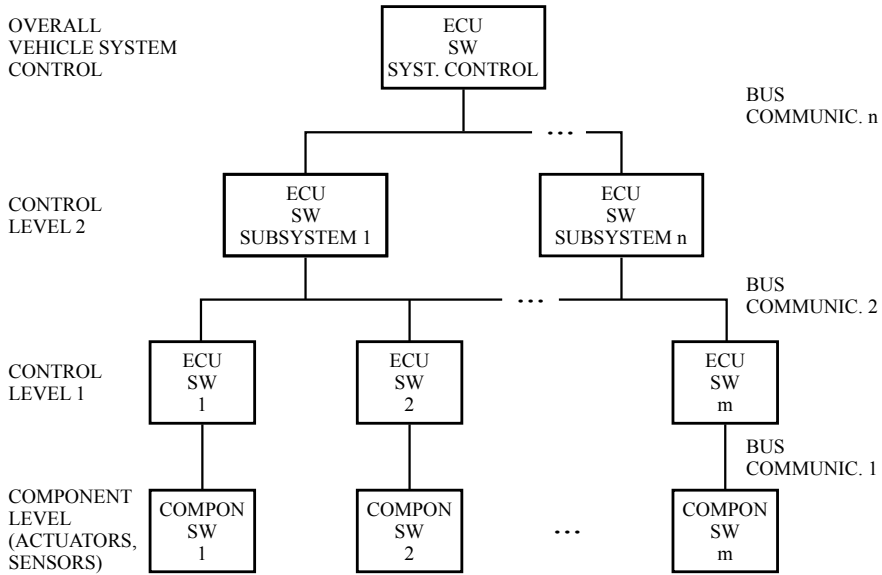 OVERALL
VEHICLE SYSTEM
CONTROL
ECU
SW
SYST. CONTROL
BUS
COMMUNIC. n
...
CONTROL
LEVEL 2
ECU
SW
SUBSYSTEM 1
ECU
SW
SUBSYSTEM n
BUS
COMMUNIC. 2
...
CONTROL
LEVEL 1
ECU
SW
1
ECU
SW
2
ECU
SW
m
BUS
COMMUNIC. 1
COMPONENT
LEVEL
(ACTUATORS,
SENSORS)
COMPON
SW
1
COMPON
SW
2
...
COMPON
SW
m